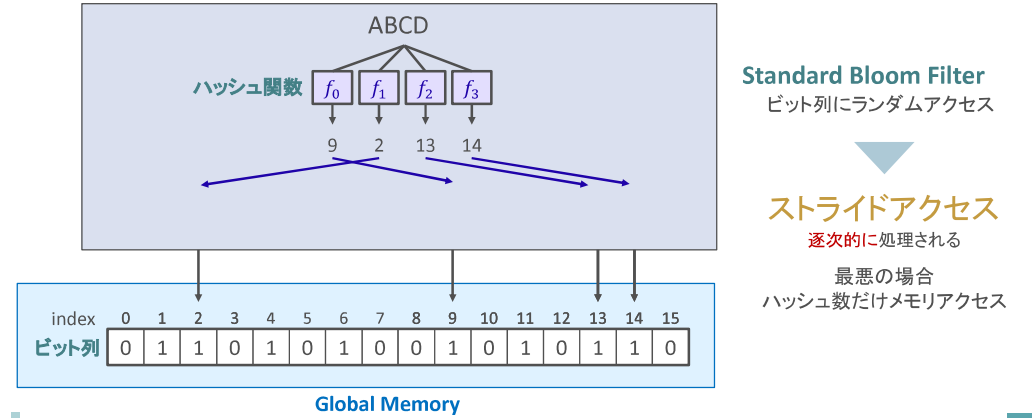 ABCD
ハッシュ関数 f0 f1 f2 f3
9 2 13 14
index 0 1 2 3 4 5 6 7 8 9 10 11 12 13 14 15
ビット列 0 1 1 0 1 0 1 0 0 1 0 1 0 1 1 0
Global Memory
Standard Bloom Filter
ビット列にランダムアクセス
ストライドアクセス
逐次的に処理される
最悪の場合
ハッシュ数だけメモリアクセス